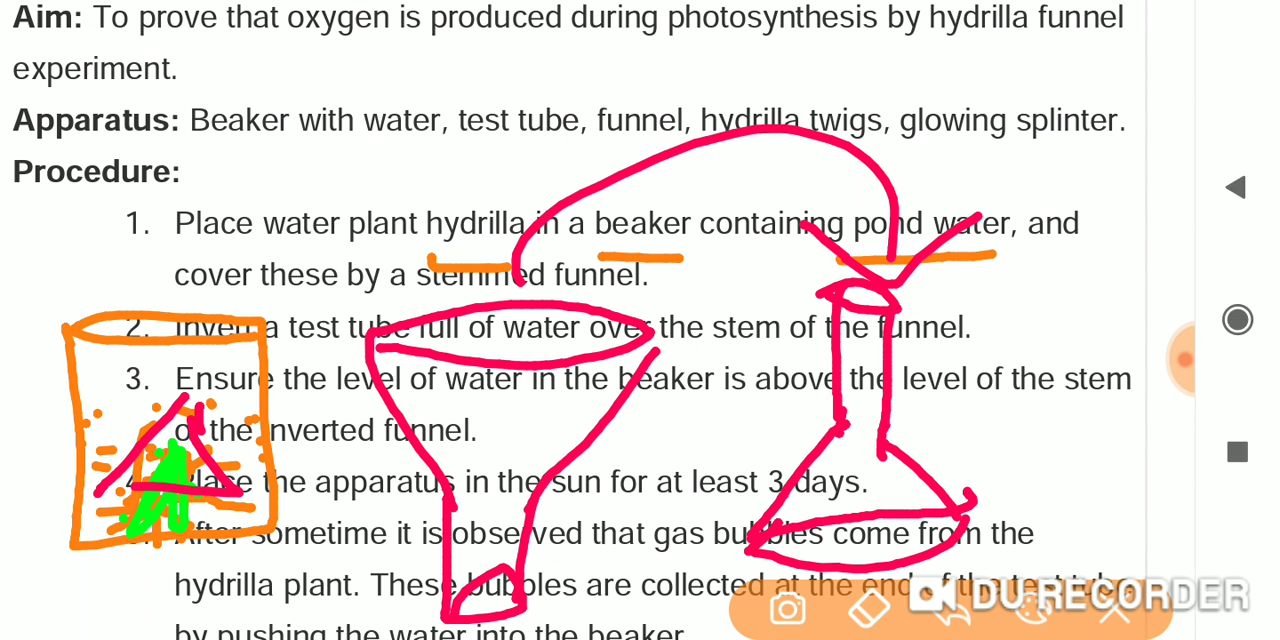 Aim: To prove that oxygen is produced during photosynthesis by hydrilla funnel
experiment.
Apparatus: Beaker with water, test tube, funnel, hydrilla twigs, glowing splinter.
Procedure:
1. Place water plant hydrilla in a beaker containing pond water, and
cover these by a stemmed funnel.
2. Invert a test tube full of water over the stem of the funnel.
3. Ensure the level of water in the beaker is above the level of the stem
of the inverted funnel.
4. Place the apparatus in the sun for at least 3 days.
After sometime it is observed that gas bubbles come from the
hydrilla plant. These bubbles are collected at the end of the test tube
by pushing the water into the beaker.
DU RECORDER